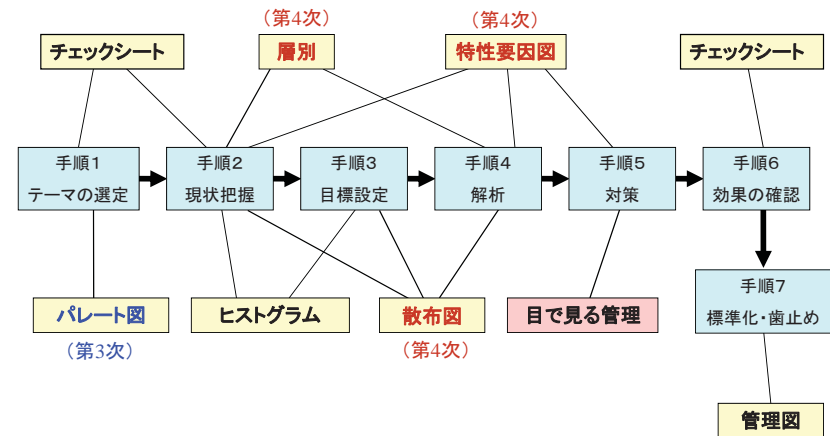 （第4次）
（第4次）
チェックシート
層別
特性要因図
チェックシート
手順1
テーマの選定
手順2
現状把握
手順3
目標設定
手順4
解析
手順5
対策
手順6
効果の確認
手順7
標準化・歯止め
パレート図
ヒストグラム
散布図
目で見る管理
（第3次）
（第4次）
管理図